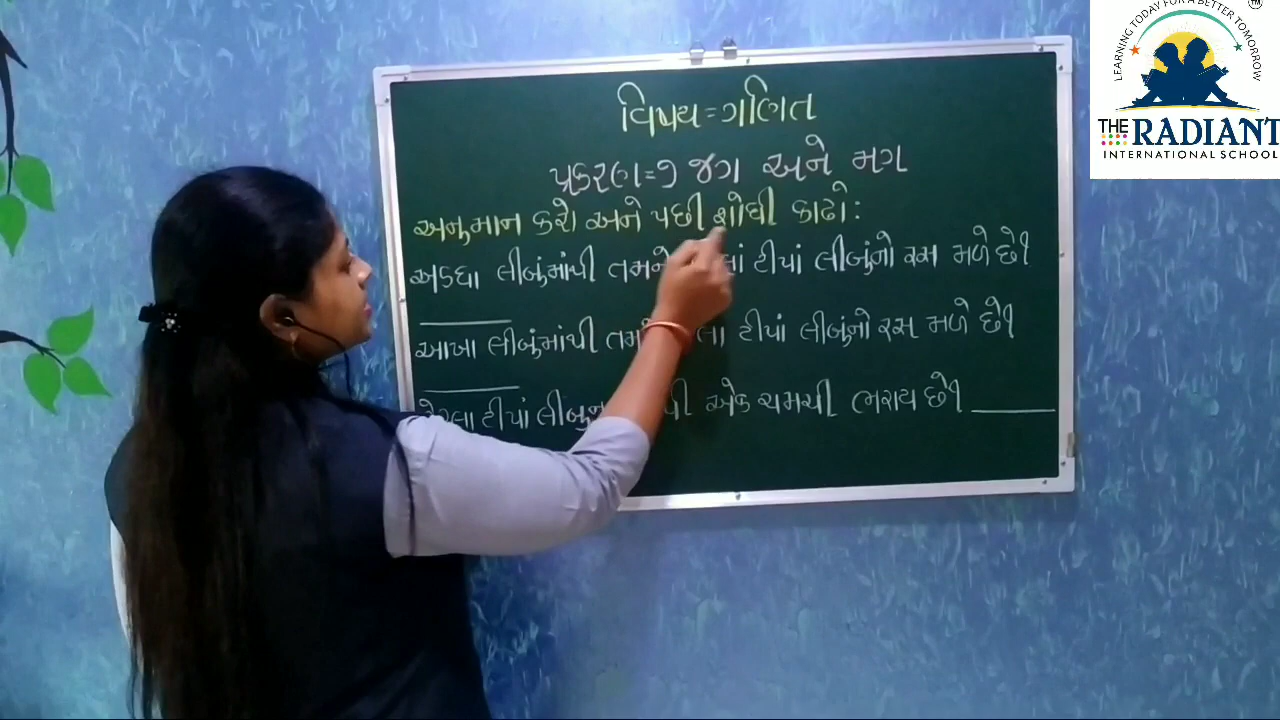 LEARNING TODAY FOR A BETTER TOMORROW
THE RADIANT
INTERNATIONAL SCHOOL
વિષય=ગણિત
પ્રકરણ=૭ જગ અને મગ
અનુમાન કરો અને પછી શોધી કાઢો:
અડધા લીબુંમાંથી તમને ટીપાં લીબુંનો રસ મળે છે?
આખા લીબુંમાંથી ટીપાં લીબુંનો રસ મળે છે?
ટીપાં એક ચમચી ભરાય છે?